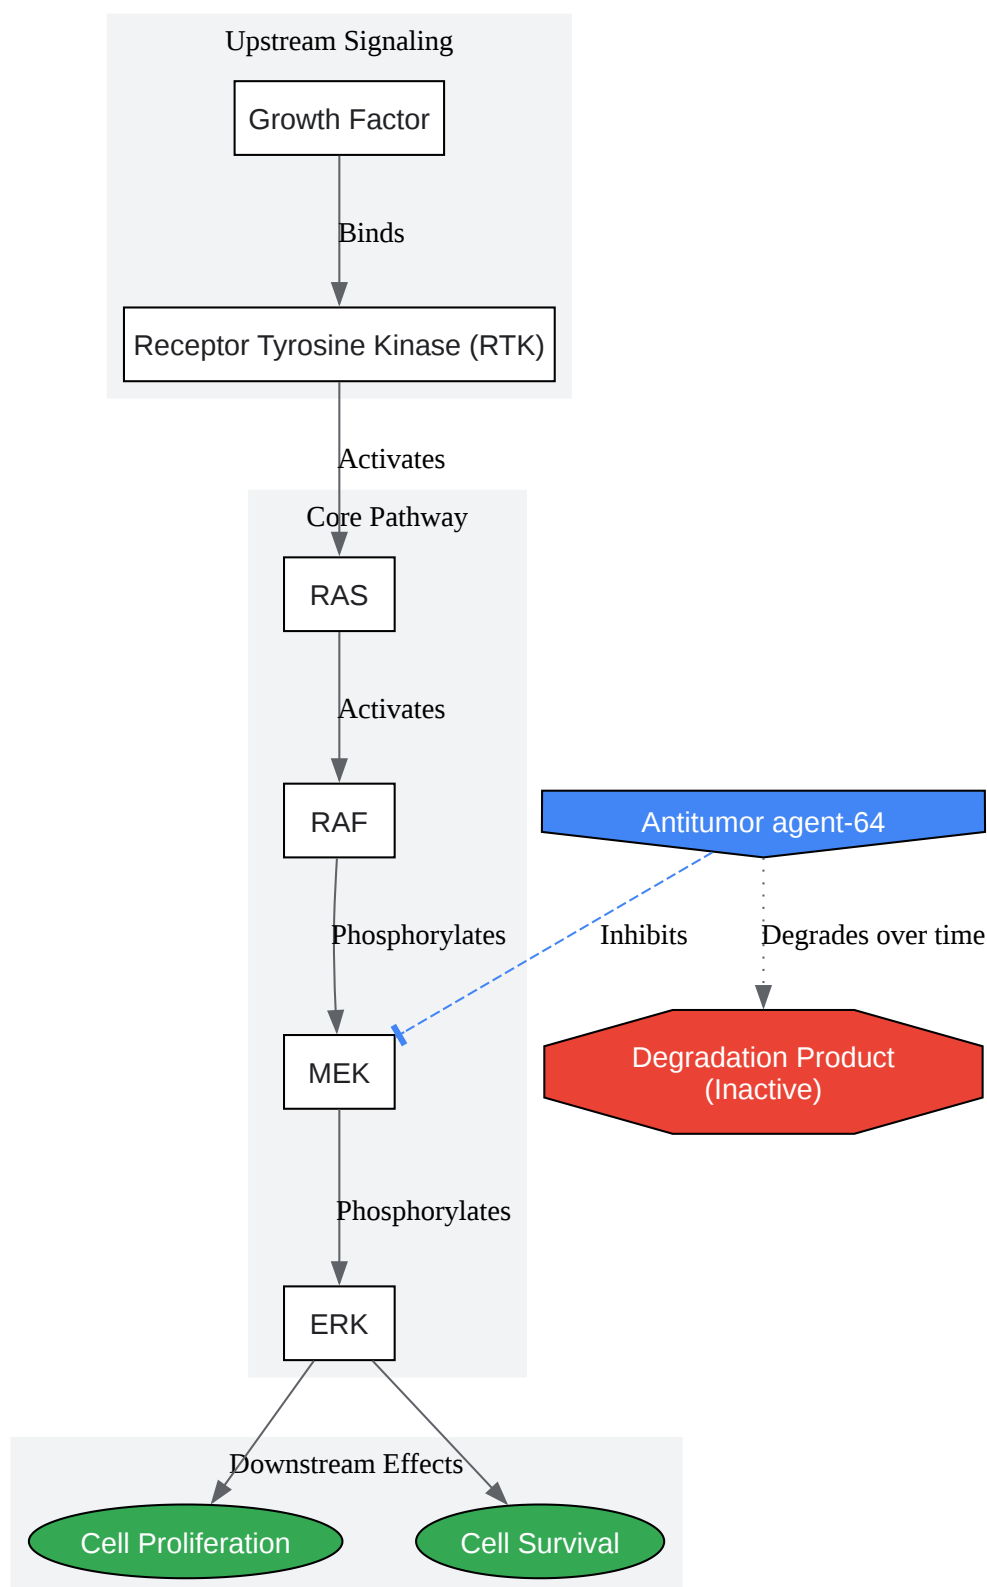 Upstream Signaling
Growth Factor
Binds
Receptor Tyrosine Kinase (RTK)
Activates
Core Pathway
RAS
Activates
RAF
Antitumor agent-64
Phosphorylates
Inhibits
Degrades over time
MEK
Degradation Product
(Inactive)
Phosphorylates
ERK
Downstream Effects
Cell Proliferation
Cell Survival